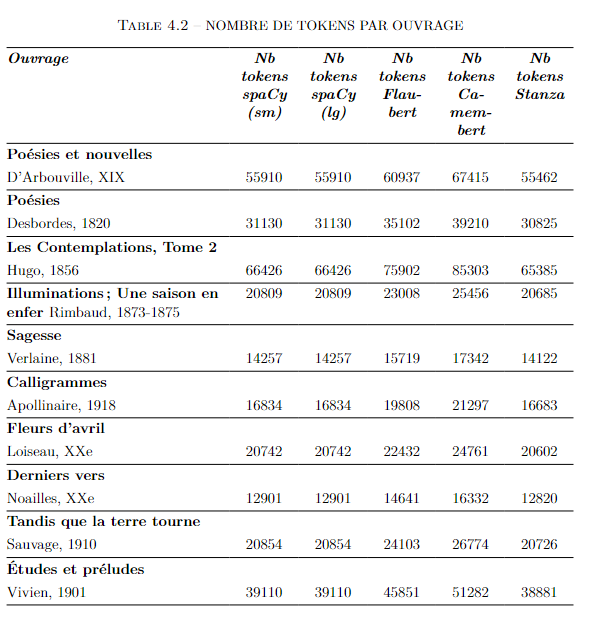 TABLE 4.2 – NOMBRE DE TOKENS PAR OUVRAGE
Ouvrage Nb tokens spaCy (sm) Nb tokens spaCy (lg) Nb tokens Flau-bert Nb tokens Ca-mem-bert Nb tokens Stanza
Poésies et nouvelles
D'Arbouville, XIX 55910 55910 60937 67415 55462
Poésies
Desbordes, 1820 31130 31130 35102 39210 30825
Les Contemplations, Tome 2
Hugo, 1856 66426 66426 75902 85303 65385
Illuminations ; Une saison en 20809 20809 23008 25456 20685
enfer Rimbaud, 1873-1875
Sagesse
Verlaine, 1881 14257 14257 15719 17342 14122
Calligrammes
Apollinaire, 1918 16834 16834 19808 21297 16683
Fleurs d'avril
Loiseau, XXe 20742 20742 22432 24761 20602
Derniers vers
Noailles, XXe 12901 12901 14641 16332 12820
Tandis que la terre tourne
Sauvage, 1910 20854 20854 24103 26774 20726
Études et préludes
Vivien, 1901 39110 39110 45851 51282 38881